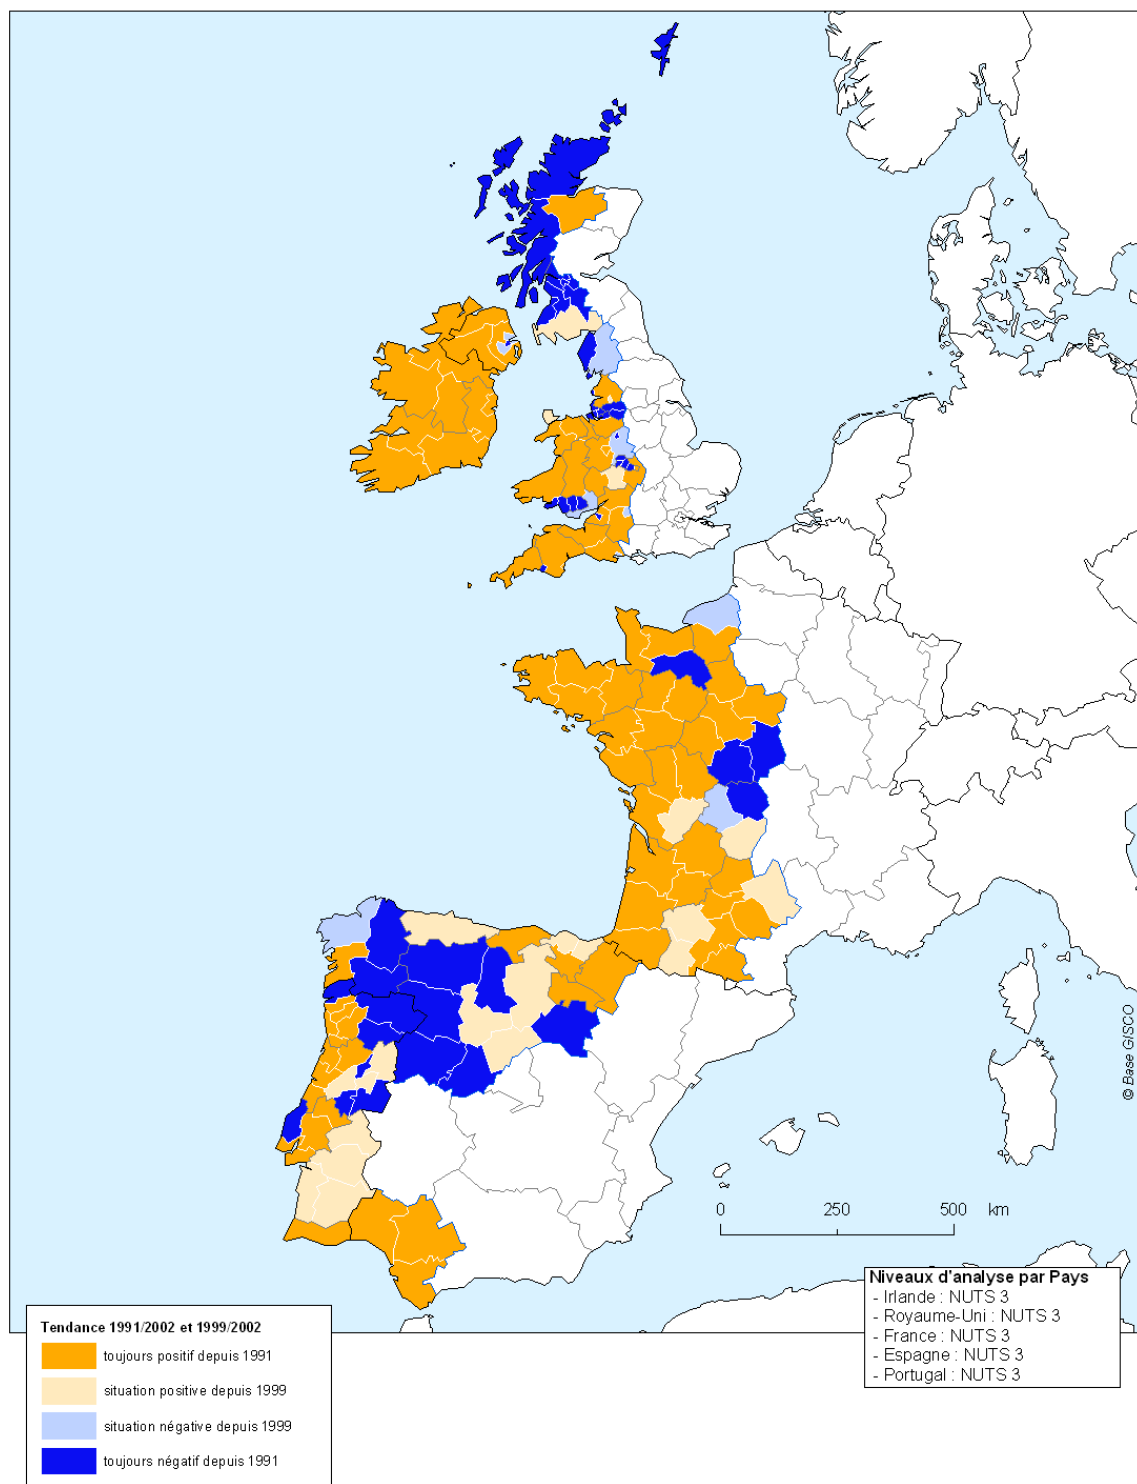 © Base GISCO
0 250 500 km
Niveaux d'analyse par Pays
- Irlande : NUTS 3
- Royaume-Uni : NUTS 3
- France : NUTS 3
- Espagne : NUTS 3
- Portugal : NUTS 3
Tendance 1991/2002 et 1999/2002
toujours positif depuis 1991
situation positive depuis 1999
situation négative depuis 1999
toujours négatif depuis 1991